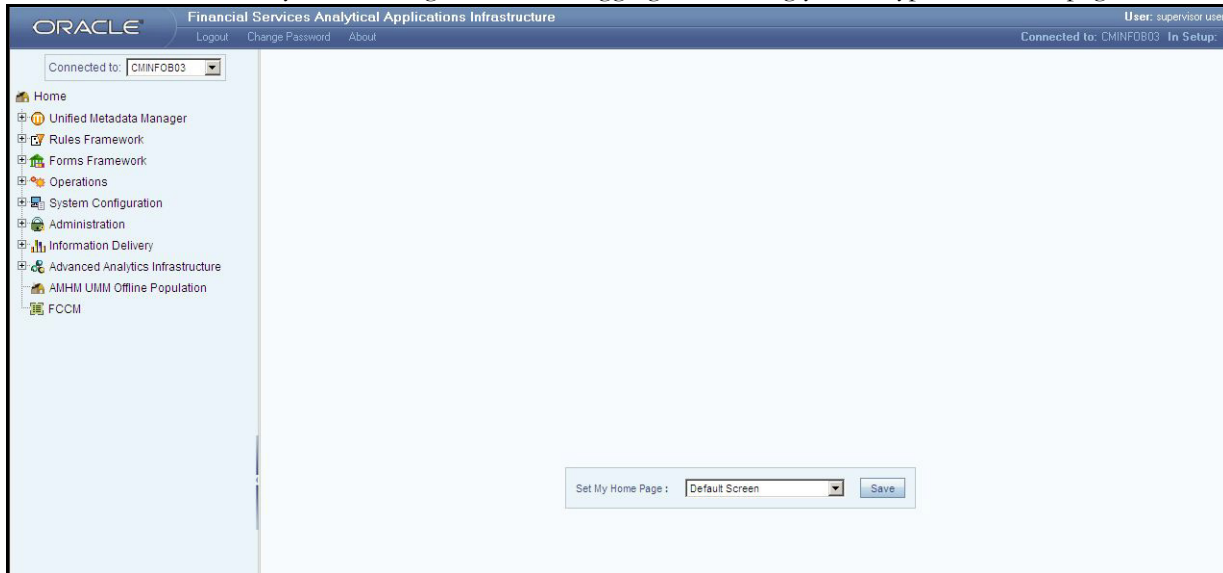 ORACLE
Financial Services Analytical Applications Infrastructure
User: supervisor user
Logout Change Password About
Connected to: CMINFOB03 In Setup:
Connected to: CMINFOB03
Home
Unified Metadata Manager
Rules Framework
Forms Framework
Operations
System Configuration
Administration
Information Delivery
Advanced Analytics Infrastructure
AMHM UMM Offline Population
FCCM
Set My Home Page : Default Screen Save